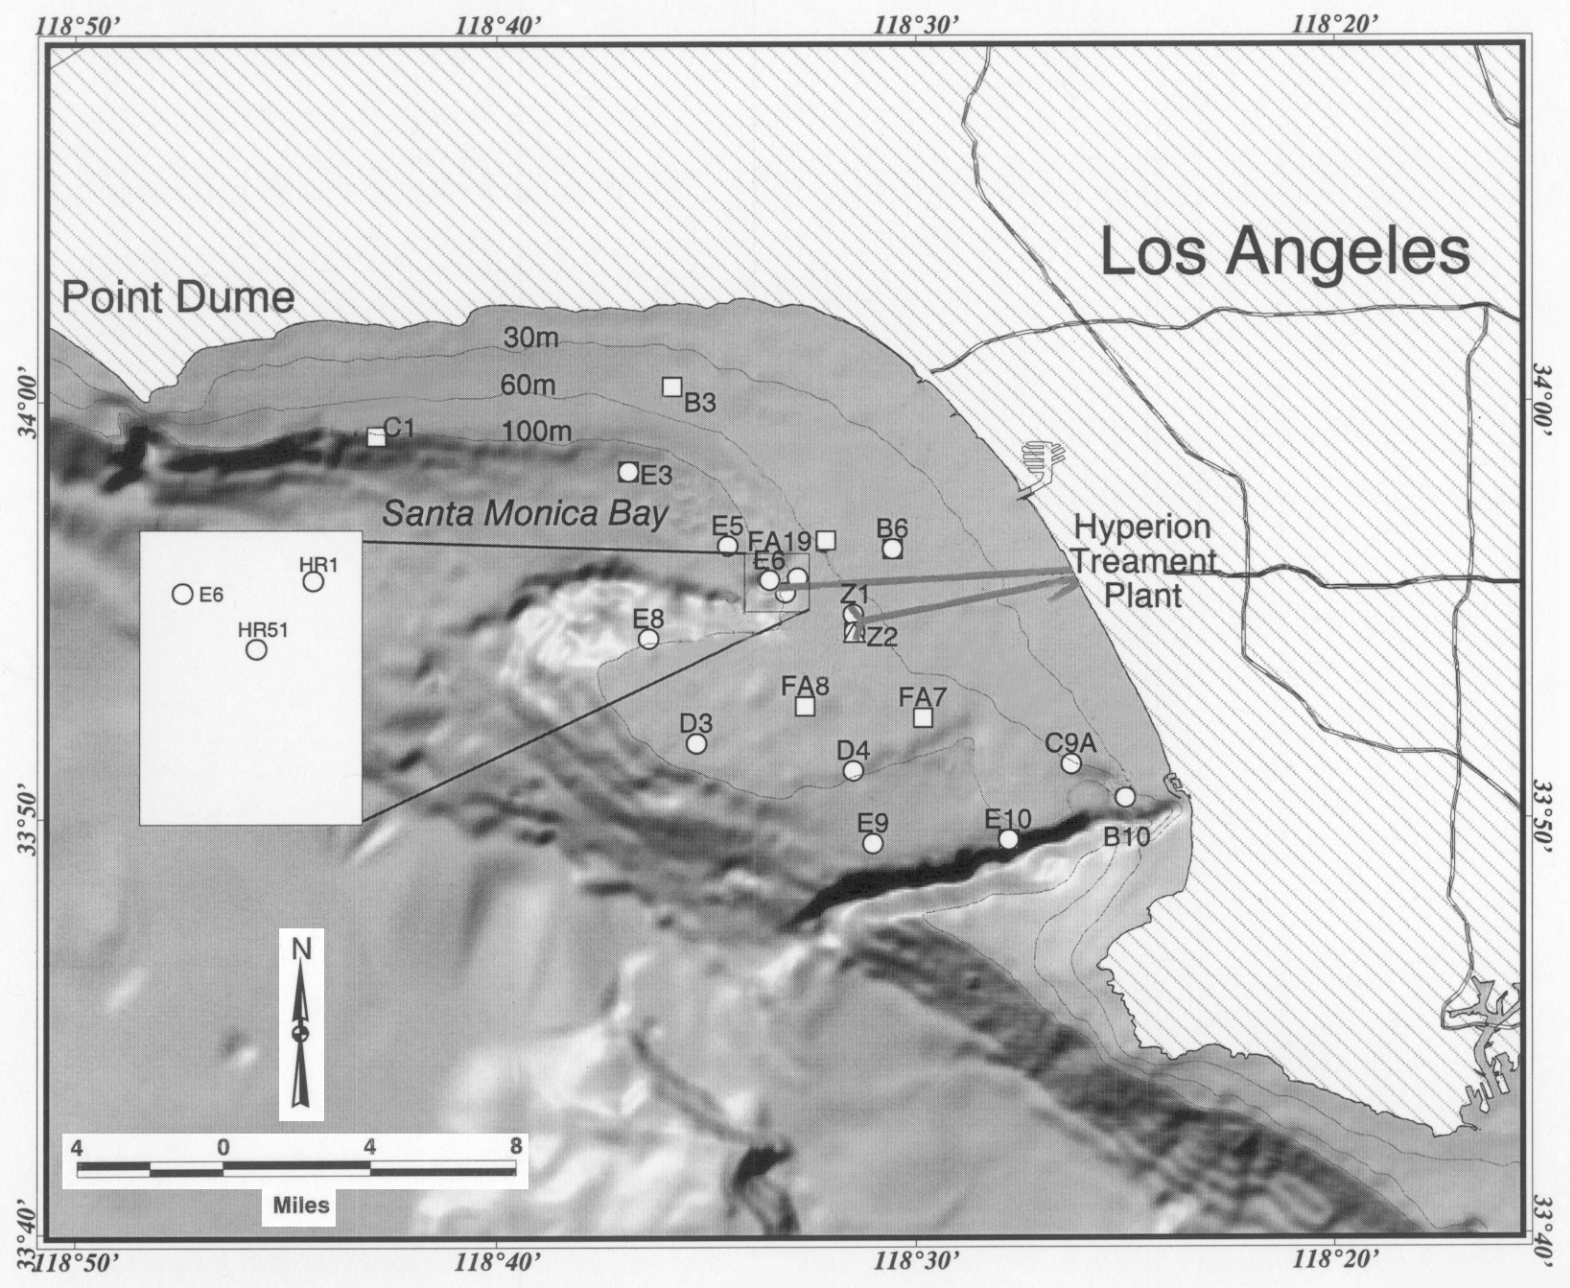 118°50’ 118°40’ 118°30’ 118°20’
Los Angeles
Point Dume
30m
60m
B3
34°00’
34°00’
C1
100m
E3
Santa Monica Bay
E5
FA19
B6
Hyperion
Treament
Plant
E6
HR1
E6
Z1
HR51
E8
Z2
FA8
FA7
D3
D4
C9A
33°50’
33°50’
E9
E10
B10
N
4 0 4 8
Miles
33°40’
33°40’
118°50’ 118°40’ 118°30’ 118°20’